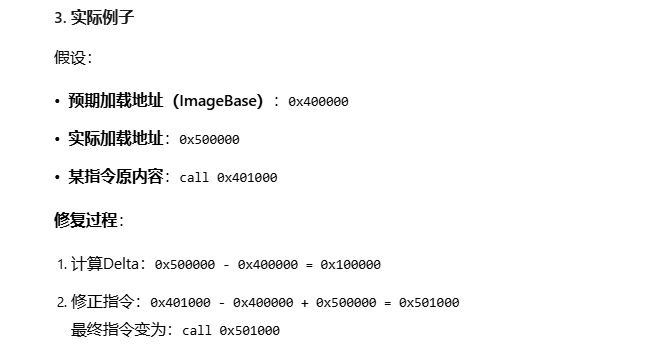 3. 实际例子
假设：
• 预期加载地址（ImageBase）：0x400000
• 实际加载地址：0x500000
• 某指令原内容：call 0x401000
修复过程：
1. 计算Delta：0x500000 - 0x400000 = 0x100000
2. 修正指令：0x401000 - 0x400000 + 0x500000 = 0x501000
最终指令变为：call 0x501000